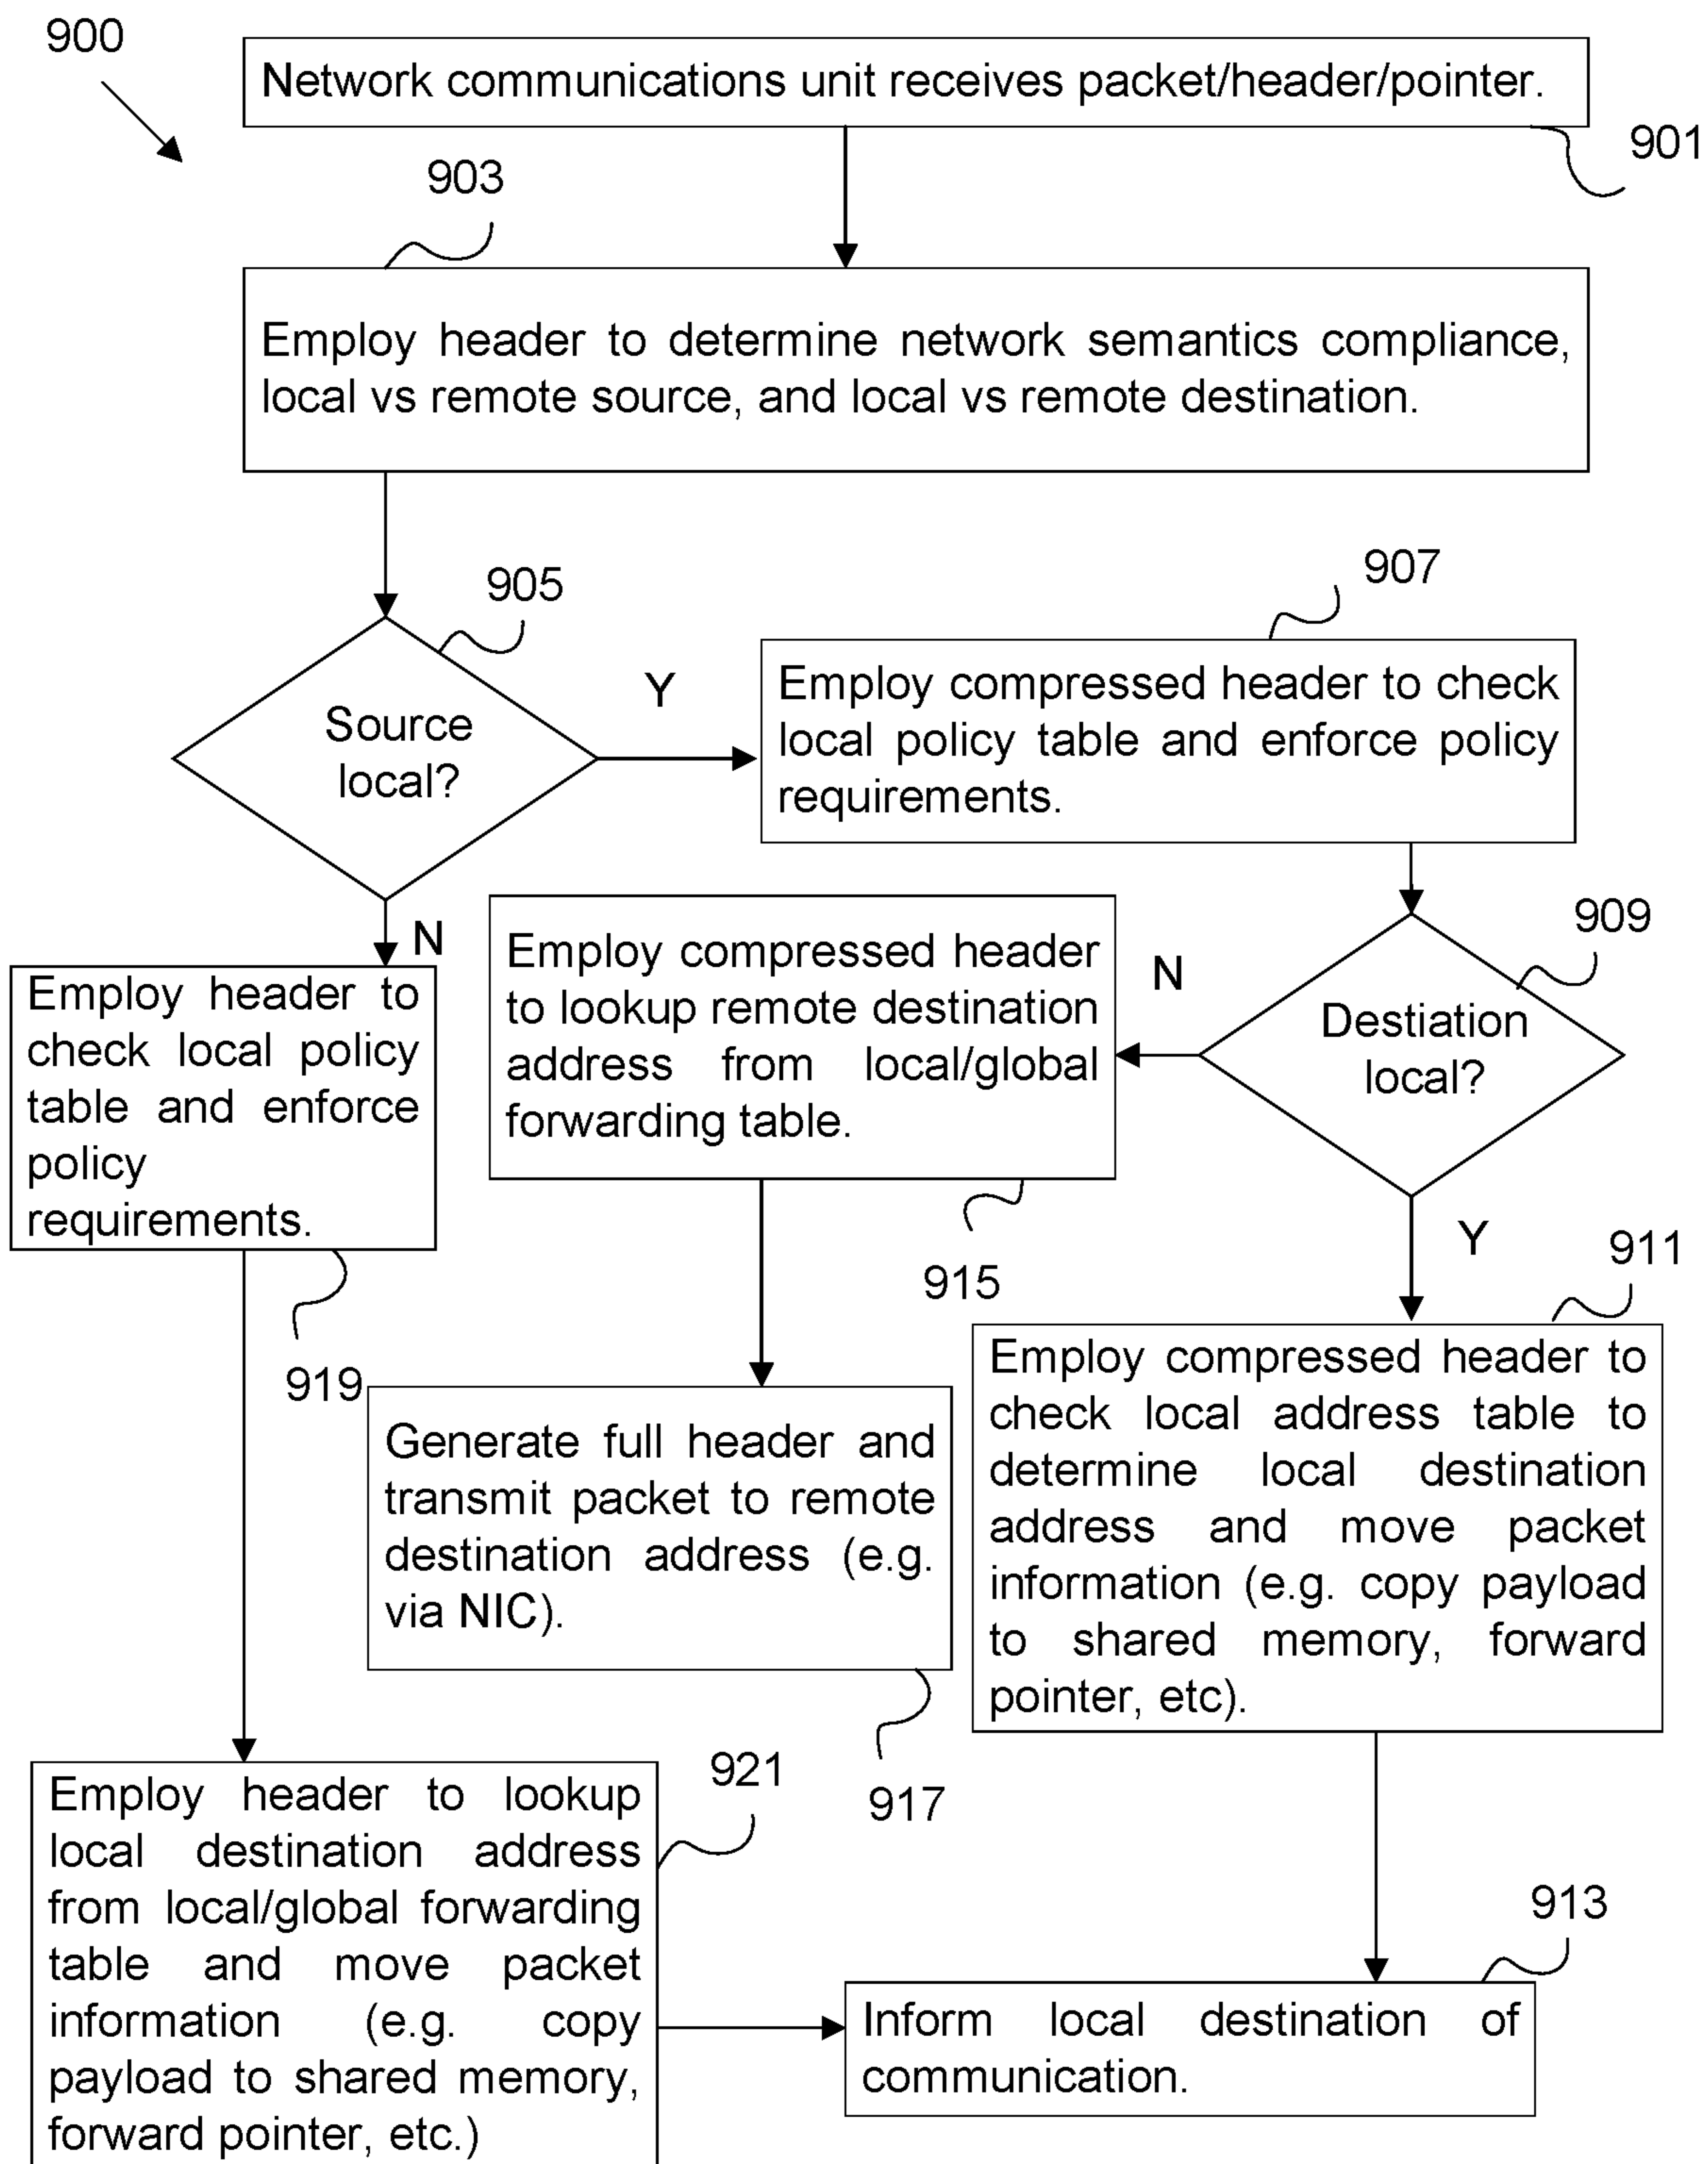 900
Network communications unit receives packet/header/pointer.
901
903
Employ header to determine network semantics compliance,
local vs remote source, and local vs remote destination.
905
Source
local?
Y
907
Employ compressed header to check
local policy table and enforce policy
requirements.
N
Employ header to
check local policy
table and enforce
policy
requirements.
919
Employ compressed header
to lookup remote destination
address from local/global
forwarding table.
915
N
909
Destiation
local?
Y
911
Generate full header and
transmit packet to remote
destination address (e.g.
via NIC).
917
Employ compressed header to
check local address table to
determine local destination
address and move packet
information (e.g. copy payload
to shared memory, forward
pointer, etc).
921
Employ header to lookup
local destination address
from local/global forwarding
table and move packet
information (e.g. copy
payload to shared memory,
forward pointer, etc.)
913
Inform local destination of
communication.